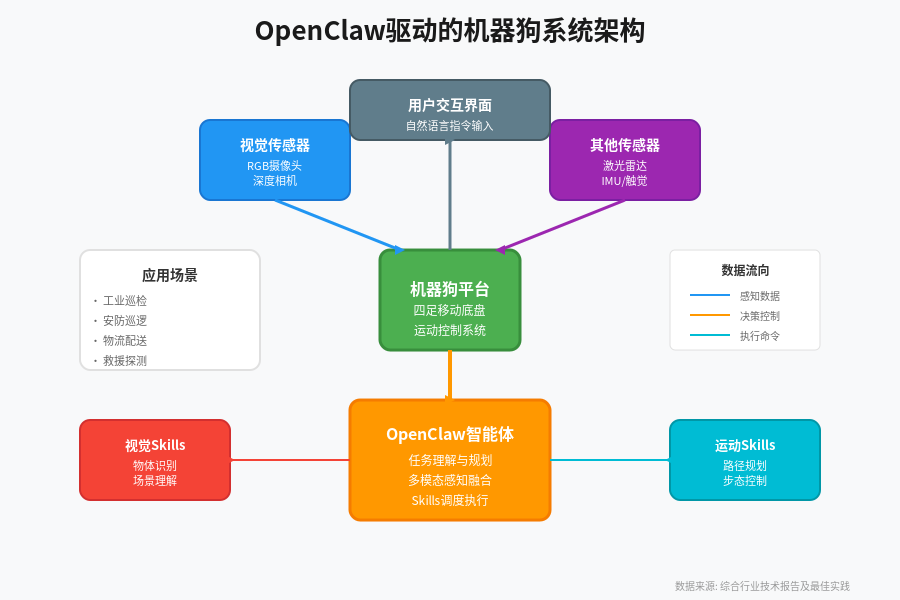 OpenClaw驱动的机器狗系统架构
用户交互界面
自然语言指令输入
视觉传感器
RGB摄像头
深度相机
其他传感器
激光雷达
IMU/触觉
应用场景
· 工业巡检
· 安防巡逻
· 物流配送
· 救援探测
机器狗平台
四足移动底盘
运动控制系统
数据流向
感知数据
决策控制
执行命令
视觉Skills
物体识别
场景理解
OpenClaw智能体
任务理解与规划
多模态感知融合
Skills调度执行
运动Skills
路径规划
步态控制
数据来源: 综合行业技术报告及最佳实践